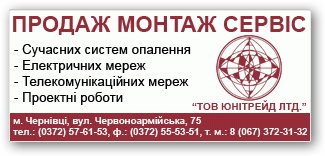 ПРОДАЖ МОНТАЖ СЕРВІС
- Сучасних систем опалення
- Електричних мереж
- Телекомунікаційних мереж
- Проектні роботи
“ТОВ ЮНІТРЕЙД ЛТД.”
м. Чернівці, вул. Червоноармійська, 75
тел.: (0372) 57-61-53, ф.: (0372) 55-53-51, т. м.: 8 (067) 372-31-32